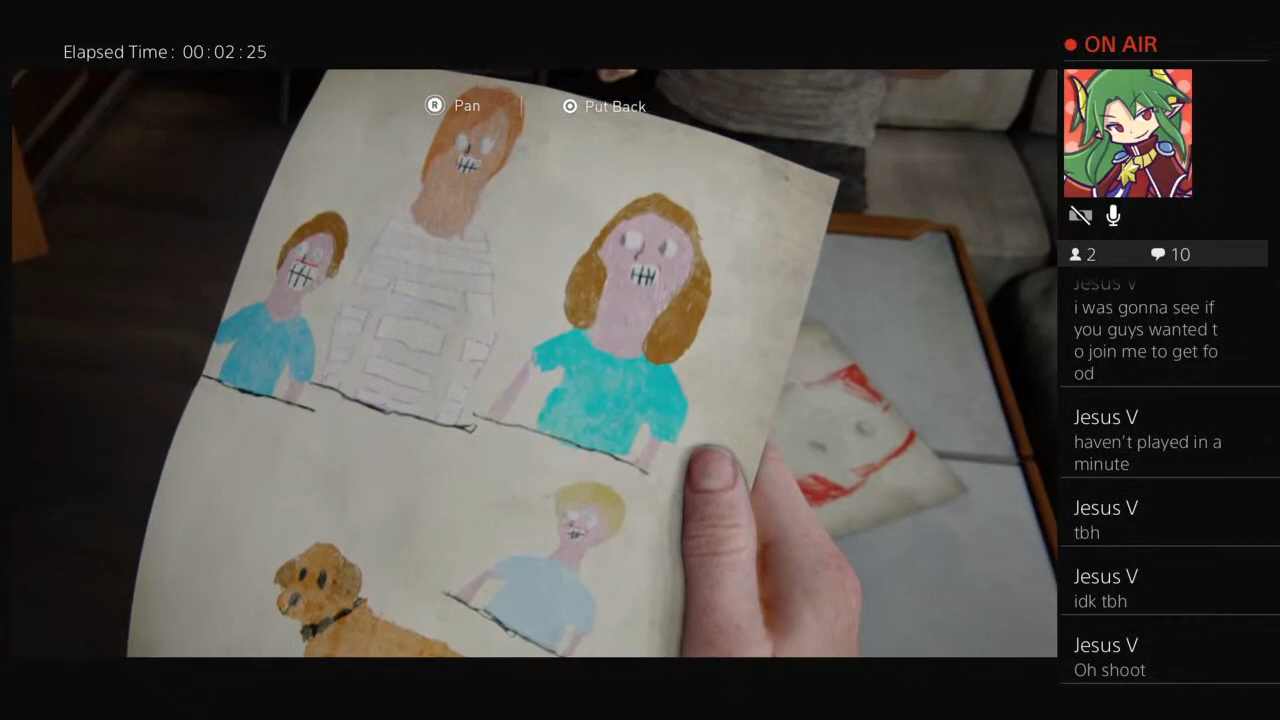 Elapsed Time: 00:02:25
ON AIR
R Pan | Put Back
2 10
Jesus V
i was gonna see if
you guys wanted t
o join me to get fo
od
Jesus V
haven't played in a
minute
Jesus V
tbh
Jesus V
idk tbh
Jesus V
Oh shoot